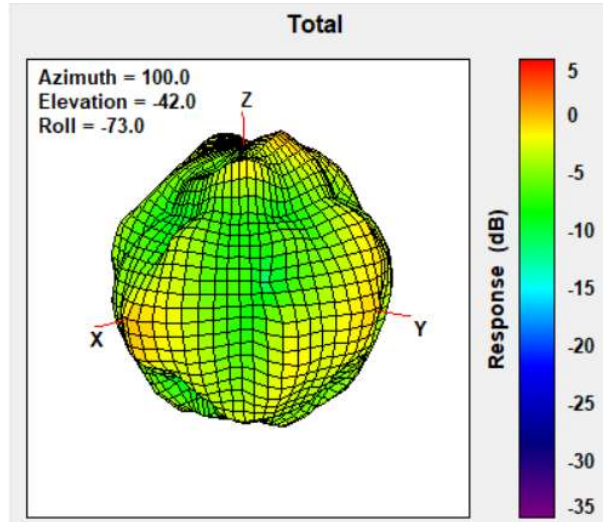 Total
Azimuth = 100.0
Elevation = -42.0
Roll = -73.0
Z
X
Y
Response (dB)
5
0
-5
-10
-15
-20
-25
-30
-35